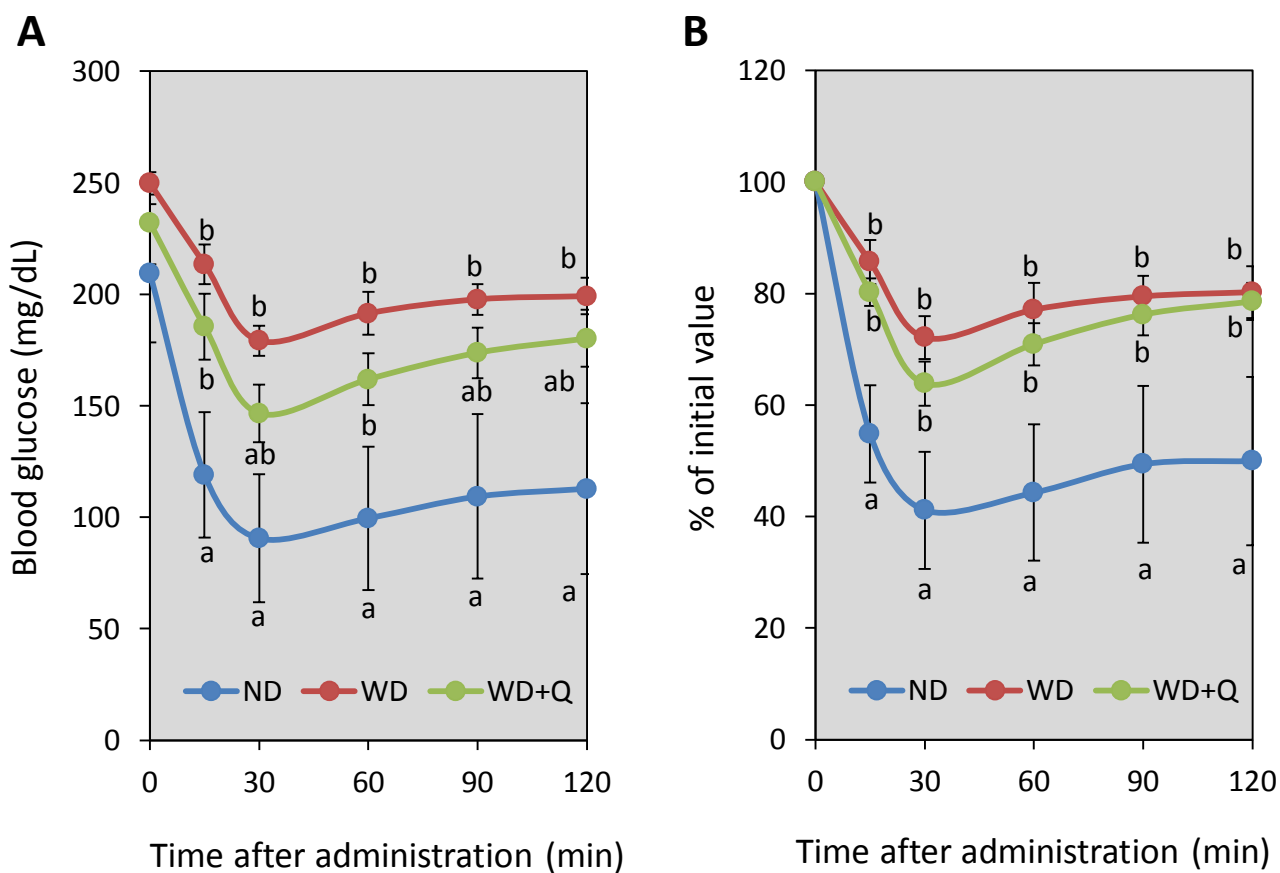 A
Blood glucose (mg/dL)
300
250
200
150
100
50
0
b
b
b
b
b
b
ab
b
ab
ab
a
a
a
a
a
ND WD WD+Q
0 30 60 90 120
Time after administration (min)
B
% of initial value
120
100
80
60
40
20
0
b
b
b
b
b
b
b
b
b
b
a
a
a
a
a
ND WD WD+Q
0 30 60 90 120
Time after administration (min)